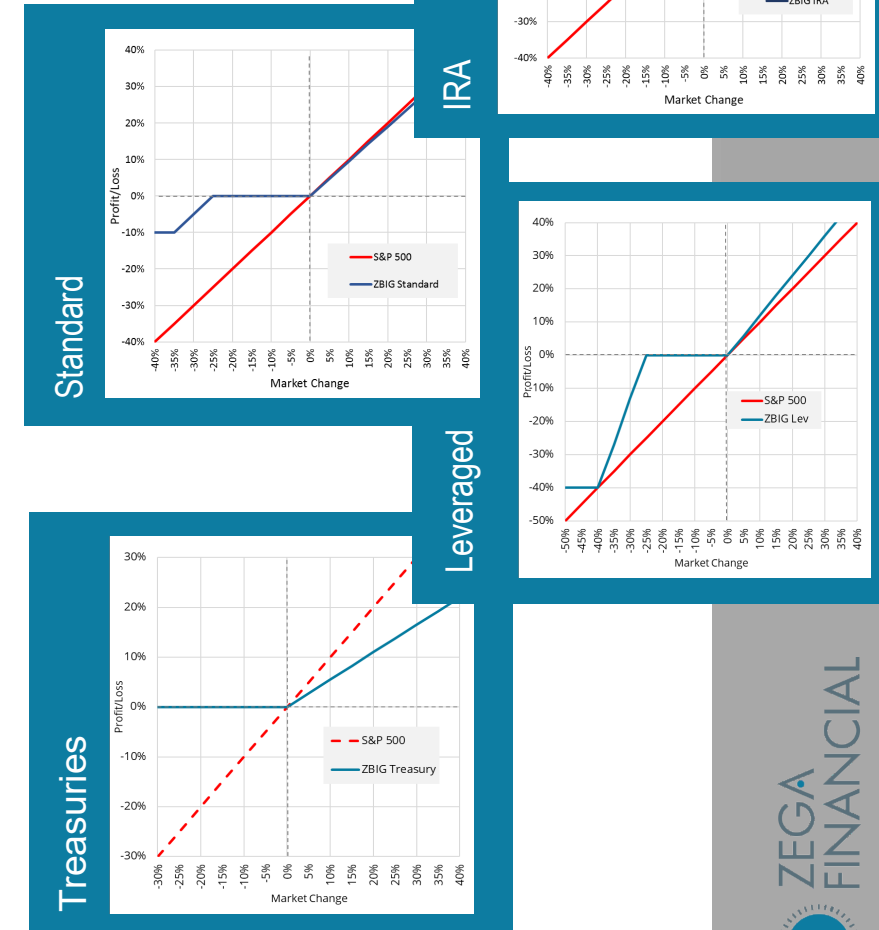 ZBIG IRA
-30%
-40%
-40% -35% -30% -25% -20% -15% -10% -5% 0% 5% 10% 15% 20% 25% 30% 35% 40%
Market Change
IRA
40%
30%
20%
10%
0%
-10%
-20%
-30%
-40%
Profit/Loss
S&P 500
ZBIG Standard
-40% -35% -30% -25% -20% -15% -10% -5% 0% 5% 10% 15% 20% 25% 30% 35% 40%
Market Change
Standard
40%
30%
20%
10%
0%
-10%
-20%
-30%
-40%
-50%
Profit/Loss
S&P 500
ZBIG Lev
-50% -45% -40% -35% -30% -25% -20% -15% -10% -5% 0% 5% 10% 15% 20% 25% 30% 35% 40%
Market Change
Leveraged
30%
20%
10%
0%
-10%
-20%
-30%
Profit/Loss
S&P 500
ZBIG Treasury
-30% -25% -20% -15% -10% -5% 0% 5% 10% 15% 20% 25% 30% 35% 40%
Market Change
Treasuries
ZEGA
FINANCIAL